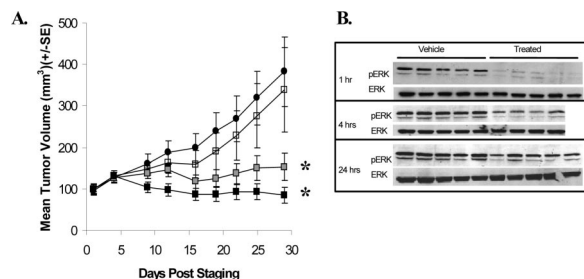 A.
Mean Tumor Volume (mm³)(+/-SE)
500
400
300
200
100
0
0
5
10
15
20
25
30
*
*
Days Post Staging
B.
Vehicle
Treated
1 hr
pERK
ERK
4 hrs
pERK
ERK
24 hrs
pERK
ERK